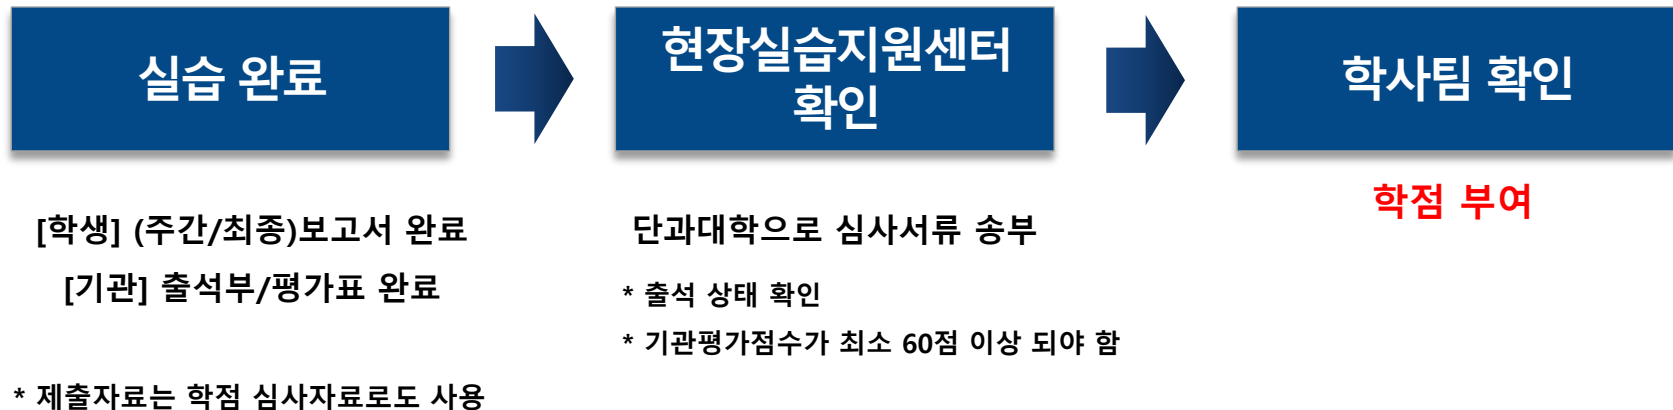 실습 완료
현장실습지원센터
확인
학사팀 확인
[학생] (주간/최종)보고서 완료
[기관] 출석부/평가표 완료
* 제출자료는 학점 심사자료로도 사용
단과대학으로 심사서류 송부
* 출석 상태 확인
* 기관평가점수가 최소 60점 이상 되야 함
학점 부여